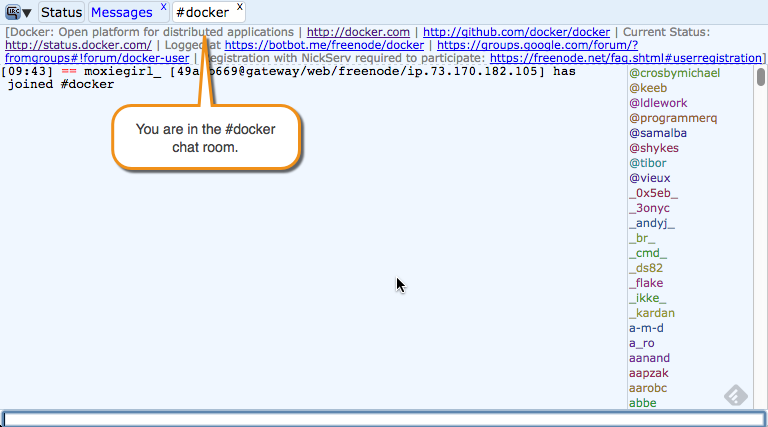 Status
Messages X
#docker X
[Docker: Open platform for distributed applications | http://docker.com | http://github.com/docker/docker | Current Status:
http://status.docker.com/ | Logged at https://botbot.me/freenode/docker | https://groups.google.com/forum/?
fromgroups#!forum/docker-user | Registration with NickServ required to participate: https://freenode.net/faq.shtml#userregistration]
[09:43] == moxiegirl_ [49a b669@gateway/web/freenode/ip.73.170.182.105] has
joined #docker
You are in the #docker
chat room.
@crosbymichael
@keeb
@ldlework
@programmerq
@samalba
@shykes
@tibor
@vieux
_0x5eb_
_3onyc
_andyj_
_br_
_cmd_
_ds82
_flake
_ikke_
_kardan
a-m-d
a_ro
aanand
aapzak
aarobc
abbe